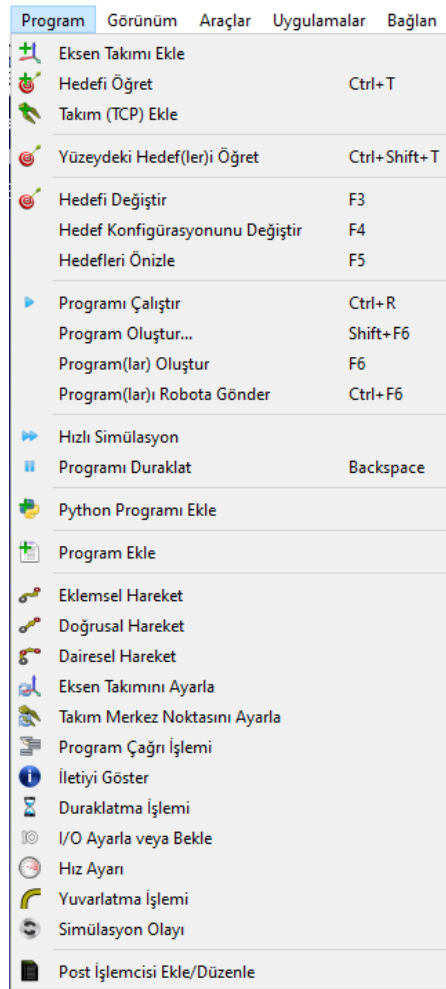 Program Görünüm Araçlar Uygulamalar Bağlan
Eksen Takımı Ekle
Hedefi Öğret Ctrl+T
Takım (TCP) Ekle
Yüzeydeki Hedef(ler)i Öğret Ctrl+Shift+T
Hedefi Değiştir F3
Hedef Konfigürasyonunu Değiştir F4
Hedefleri Önizle F5
Programı Çalıştır Ctrl+R
Program Oluştur... Shift+F6
Program(lar) Oluştur F6
Program(lar)ı Robota Gönder Ctrl+F6
Hızlı Simülasyon
Programı Duraklat Backspace
Python Programı Ekle
Program Ekle
Eklemsel Hareket
Doğrusal Hareket
Dairesel Hareket
Eksen Takımını Ayarla
Takım Merkez Noktasını Ayarla
Program Çağrı İşlemi
İletiyi Göster
Duraklatma İşlemi
I/O Ayarla veya Bekle
Hız Ayarı
Yuvarlatma İşlemi
Simülasyon Olayı
Post İşlemcisi Ekle/Düzenle